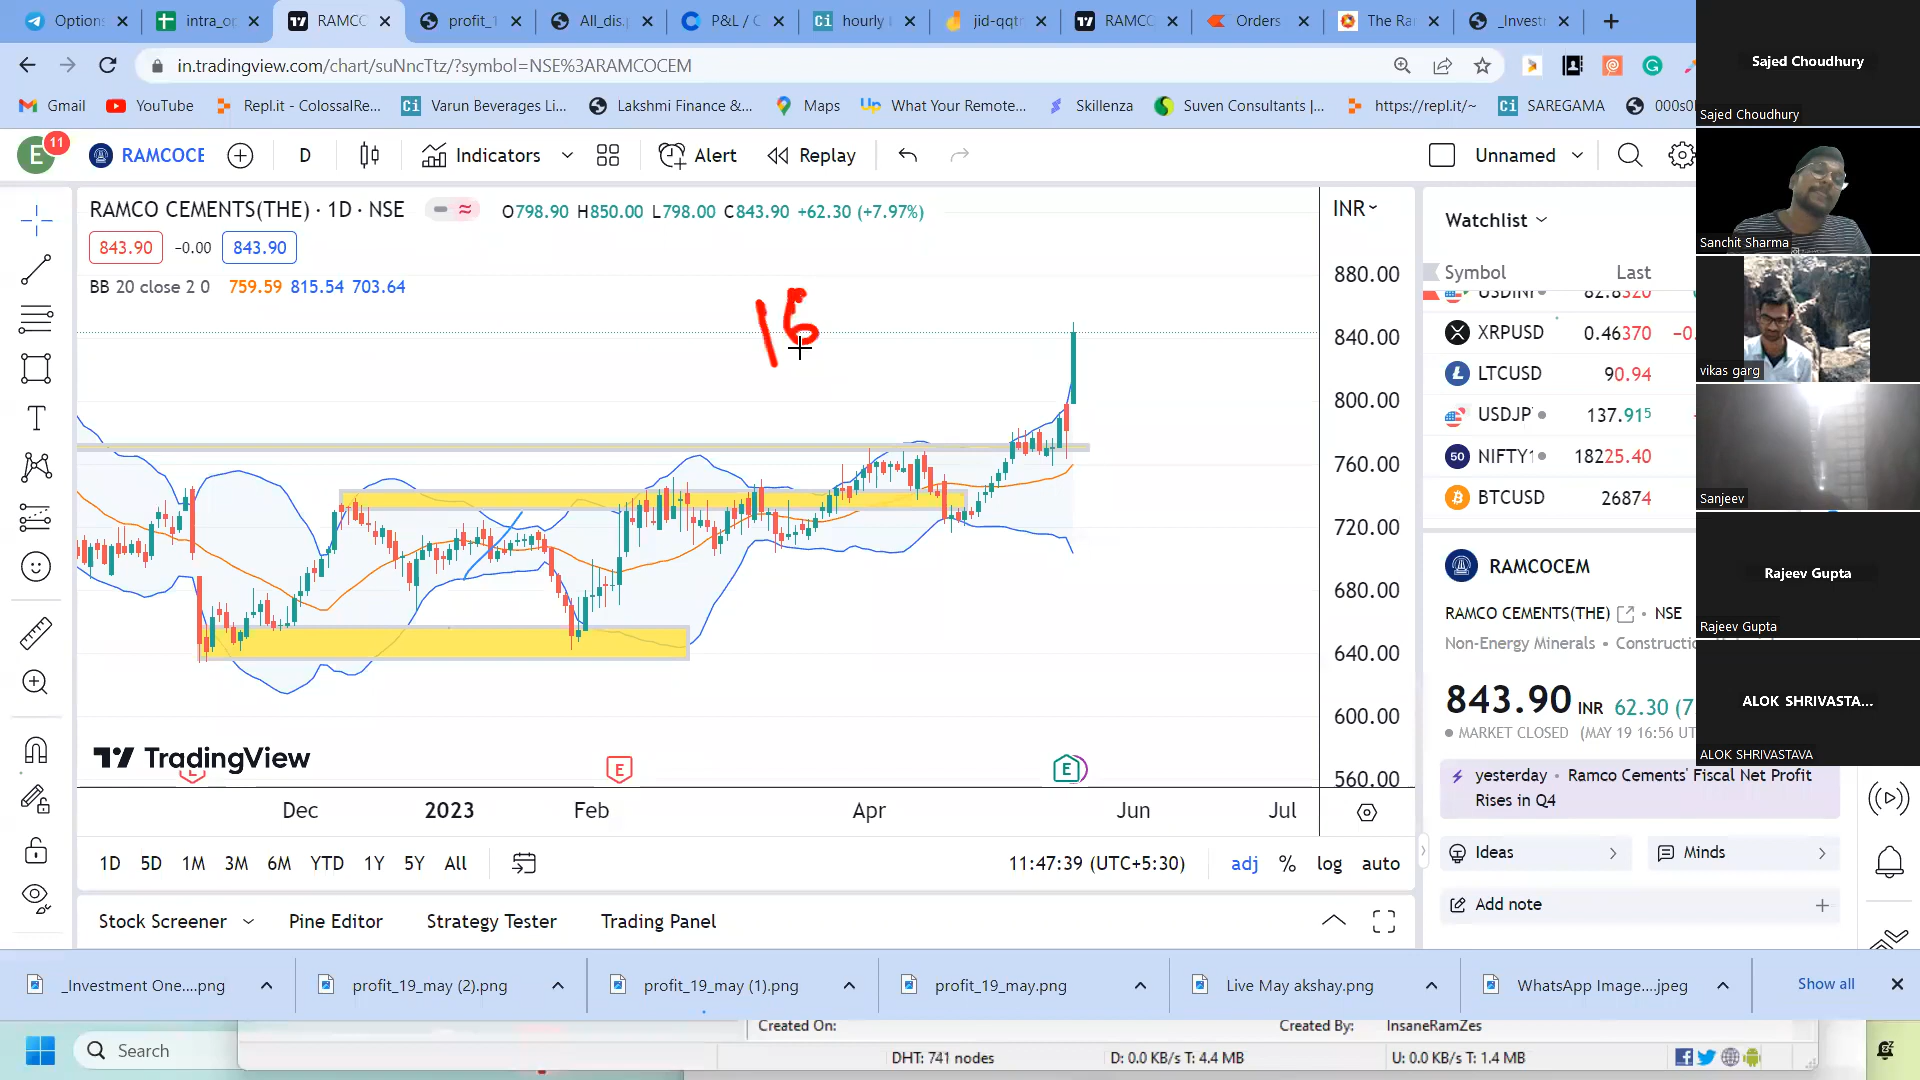 Options
intra_o
RAMCO
profit_1
All_dis.p
P&L / C
hourly
jid-qqtr
RAMCO
Orders
The Ra
_Invest
in.tradingview.com/chart/suNncTtz/?symbol=NSE%3ARAMCOCEM
Gmail
YouTube
Repl.it - ColossalRe...
Varun Beverages Li...
Lakshmi Finance &...
Maps
What Your Remote...
Skillenza
Suven Consultants |...
https://repl.it/~
SAREGAMA
E
11
RAMCOCE
D
Indicators
Alert
Replay
Unnamed
RAMCO CEMENTS(THE) · 1D · NSE
O798.90 H850.00 L798.00 C843.90 +62.30 (+7.97%)
843.90 −0.00 843.90
BB 20 close 2 0 759.59 815.54 703.64
16
INR
880.00
840.00
800.00
760.00
720.00
680.00
640.00
600.00
560.00
TradingView
E
E
Dec 2023 Feb Apr Jun Jul
1D 5D 1M 3M 6M YTD 1Y 5Y All
11:47:39 (UTC+5:30)
adj % log auto
Stock Screener
Pine Editor
Strategy Tester
Trading Panel
Watchlist
Symbol Last
82.8320
XRPUSD 0.46370
LTCUSD 90.94
USDJP 137.915
50 NIFTY1 18225.40
BTCUSD 26874
RAMCOCEM
RAMCO CEMENTS(THE) • NSE
Non-Energy Minerals • Constructio
843.90 INR 62.30 (7
MARKET CLOSED (MAY 19 16:56 UT
yesterday • Ramco Cements' Fiscal Net Profit
Rises in Q4
Ideas
Minds
Add note
Sajed Choudhury
Sajed Choudhury
Sanchit Sharma
vikas garg
Sanjeev
Rajeev Gupta
Rajeev Gupta
ALOK SHRIVASTA...
ALOK SHRIVASTAVA
_Investment One....png
profit_19_may (2).png
profit_19_may (1).png
profit_19_may.png
Live May akshay.png
WhatsApp Image....jpeg
Show all
Search
Created On:
Created By:
InsaneRamZes
DHT: 741 nodes
D: 0.0 KB/s T: 4.4 MB
U: 0.0 KB/s T: 1.4 MB